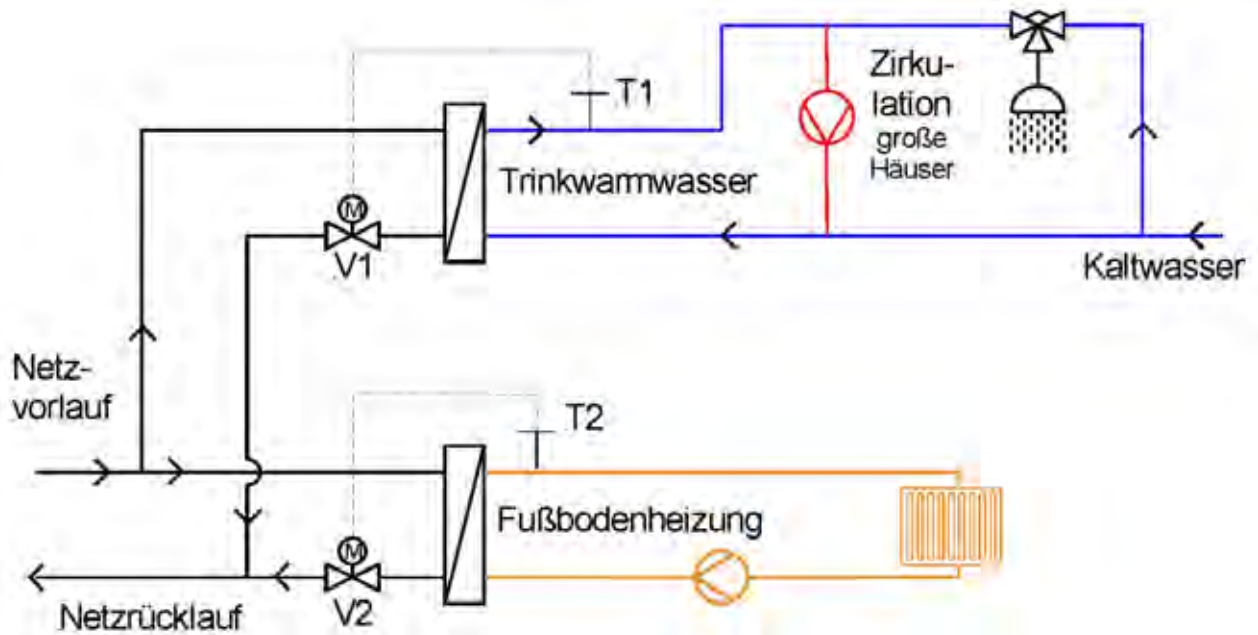 T1
Zirku-
lation
große
Häuser
Trinkwarmwasser
M
V1
Kaltwasser
Netz-
vorlauf
T2
Fußbodenheizung
M
V2
Netzrücklauf